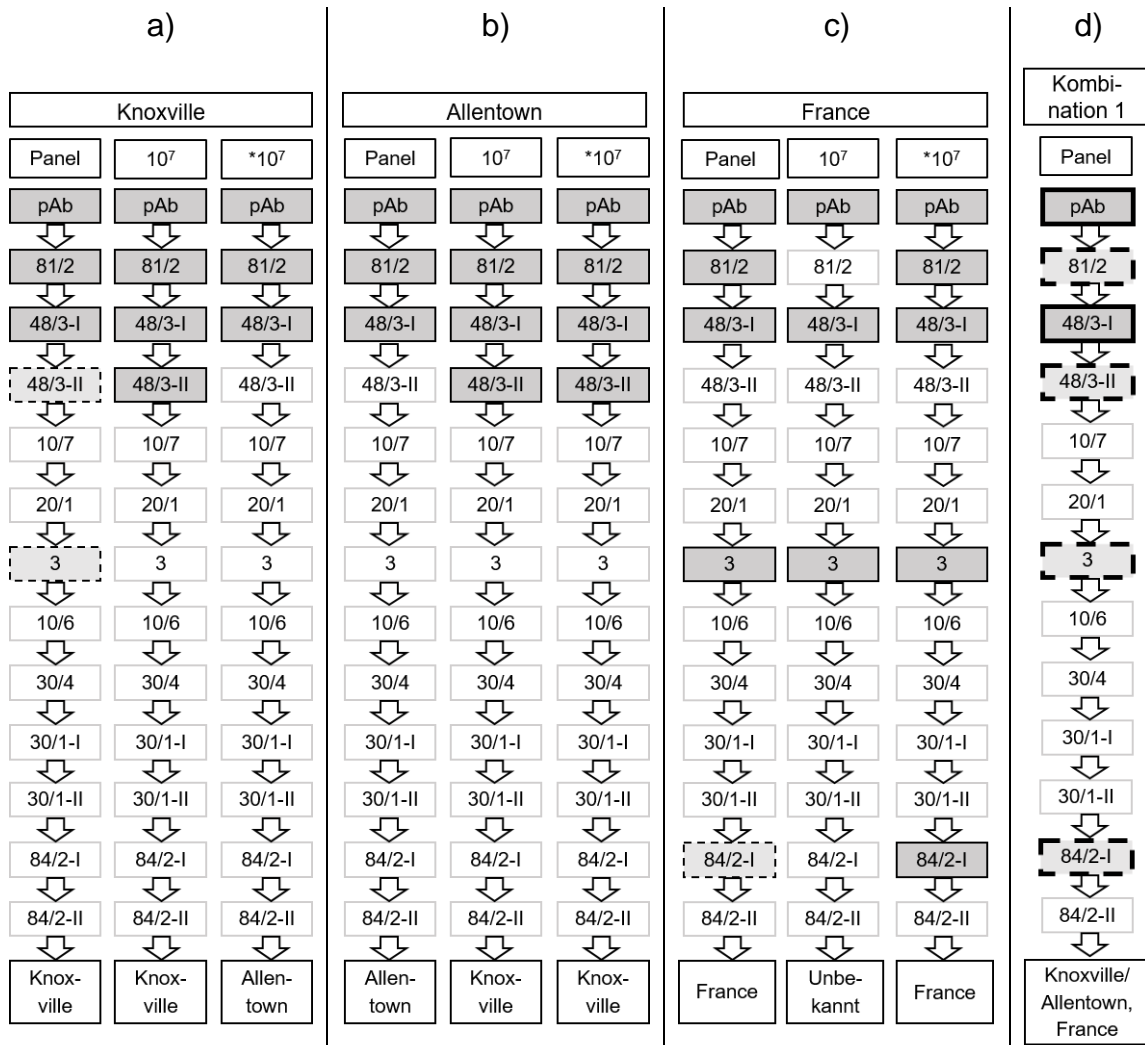 a)
b)
c)
d)
Knoxville
Allentown
France
Kombi-
nation 1
Panel 10⁷ *10⁷ Panel 10⁷ *10⁷ Panel 10⁷ *10⁷ Panel
pAb pAb pAb pAb pAb pAb pAb pAb pAb pAb
81/2 81/2 81/2 81/2 81/2 81/2 81/2 81/2 81/2 81/2
48/3-I 48/3-I 48/3-I 48/3-I 48/3-I 48/3-I 48/3-I 48/3-I 48/3-I 48/3-I
48/3-II 48/3-II 48/3-II 48/3-II 48/3-II 48/3-II 48/3-II 48/3-II 48/3-II 48/3-II
10/7 10/7 10/7 10/7 10/7 10/7 10/7 10/7 10/7 10/7
20/1 20/1 20/1 20/1 20/1 20/1 20/1 20/1 20/1 20/1
3 3 3 3 3 3 3 3 3 3
10/6 10/6 10/6 10/6 10/6 10/6 10/6 10/6 10/6 10/6
30/4 30/4 30/4 30/4 30/4 30/4 30/4 30/4 30/4 30/4
30/1-I 30/1-I 30/1-I 30/1-I 30/1-I 30/1-I 30/1-I 30/1-I 30/1-I 30/1-I
30/1-II 30/1-II 30/1-II 30/1-II 30/1-II 30/1-II 30/1-II 30/1-II 30/1-II 30/1-II
84/2-I 84/2-I 84/2-I 84/2-I 84/2-I 84/2-I 84/2-I 84/2-I 84/2-I 84/2-I
84/2-II 84/2-II 84/2-II 84/2-II 84/2-II 84/2-II 84/2-II 84/2-II 84/2-II 84/2-II
Knox-
ville
Knox-
ville
Allen-
town
Allen-
town
Knox-
ville
Knox-
ville
France
Unbe-
kannt
France
Knoxville/
Allentown,
France